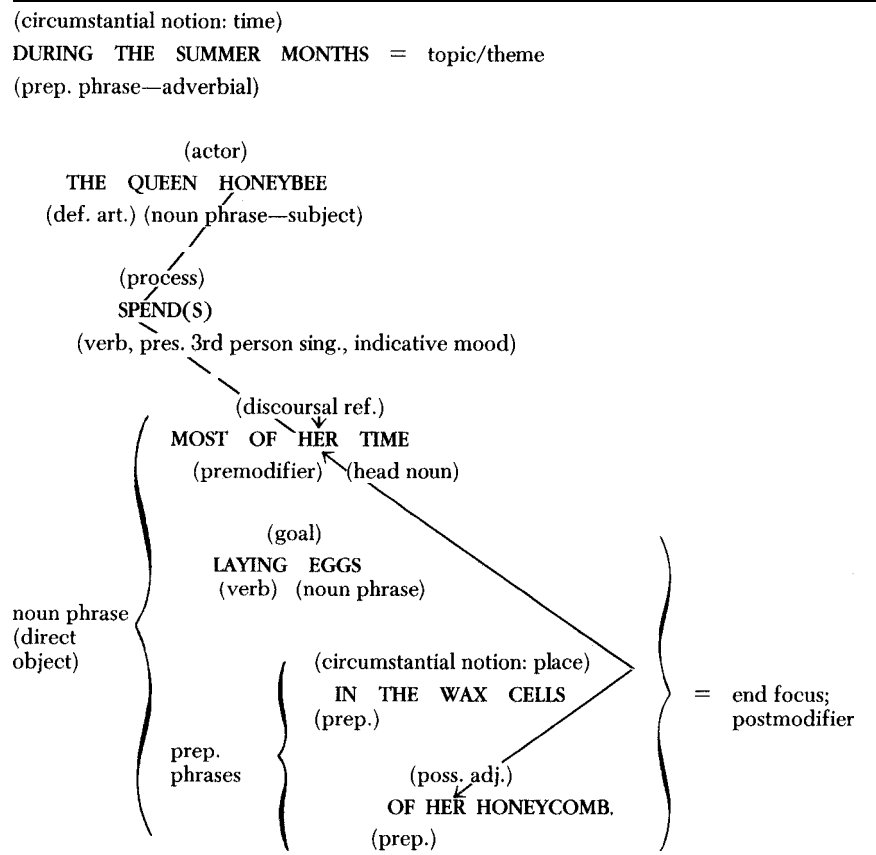 (circumstantial notion: time)
DURING THE SUMMER MONTHS = topic/theme
(prep. phrase—adverbial)
(actor)
THE QUEEN HONEYBEE
(def. art.) (noun phrase—subject)
(process)
SPEND(S)
(verb, pres. 3rd person sing., indicative mood)
(discoursal ref.)
MOST OF HER TIME
(premodifier) (head noun)
(goal)
LAYING EGGS
(verb) (noun phrase)
noun phrase
(direct
object)
(circumstantial notion: place)
IN THE WAX CELLS
(prep.)
= end focus;
postmodifier
prep.
phrases
(poss. adj.)
OF HER HONEYCOMB.
(prep.)